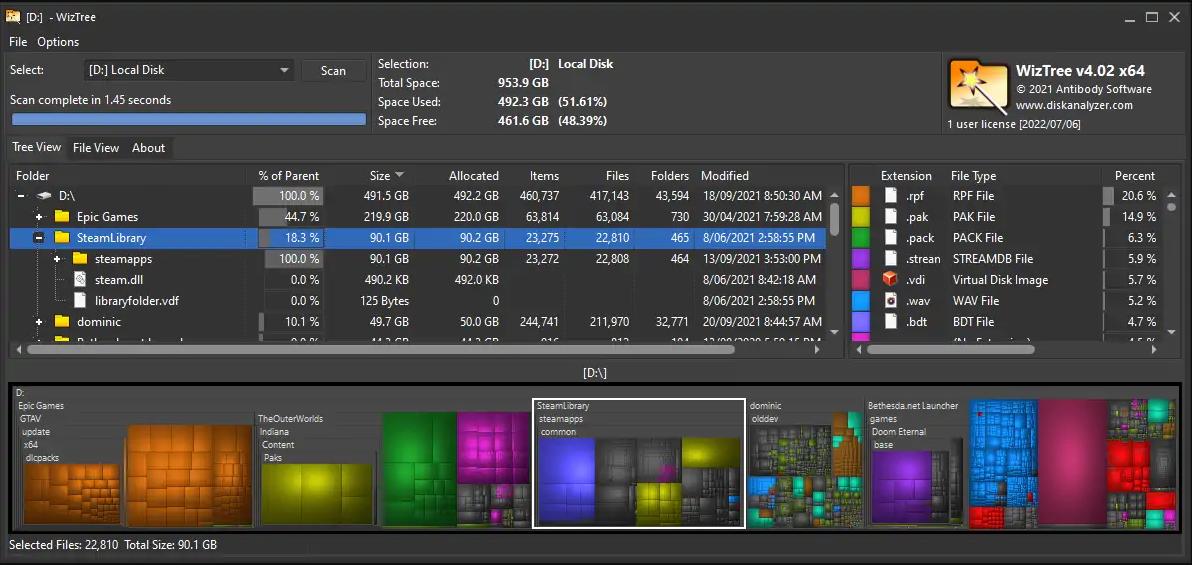 [D:] - WizTree
File Options
Select: [D:] Local Disk Scan
Scan complete in 1.45 seconds
Selection: [D:] Local Disk
Total Space: 953.9 GB
Space Used: 492.3 GB (51.61%)
Space Free: 461.6 GB (48.39%)
WizTree v4.02 x64
© 2021 Antibody Software
www.diskanalyzer.com
1 user license [2022/07/06]
Tree View File View About
Folder % of Parent Size Allocated Items Files Folders Modified
D:\ 100.0 % 491.5 GB 492.2 GB 460,737 417,143 43,594 18/09/2021 8:50:30 AM
Epic Games 44.7 % 219.9 GB 220.0 GB 63,814 63,084 730 30/04/2021 7:59:28 AM
SteamLibrary 18.3 % 90.1 GB 90.2 GB 23,275 22,810 465 8/06/2021 2:58:55 PM
steamapps 100.0 % 90.1 GB 90.2 GB 23,272 22,808 464 13/09/2021 3:53:00 PM
steam.dll 0.0 % 490.2 KB 492.0 KB 8/06/2021 8:42:18 AM
libraryfolder.vdf 0.0 % 125 Bytes 0 8/06/2021 2:58:55 PM
dominic 10.1 % 49.7 GB 50.0 GB 244,741 211,970 32,771 20/09/2021 8:44:57 AM
Extension File Type Percent
.rpf RPF File 20.6 %
.pak PAK File 14.9 %
.pack PACK File 6.3 %
.strean STREAMDB File 5.9 %
.vdi Virtual Disk Image 5.7 %
.wav WAV File 5.2 %
.bdt BDT File 4.7 %
[D:\]
D:
Epic Games
GTAV
update
x64
dlcpacks
TheOuterWorlds
Indiana
Content
Paks
SteamLibrary
steamapps
common
dominic
olddev
Bethesda.net Launcher
games
Doom Eternal
base
Selected Files: 22,810 Total Size: 90.1 GB